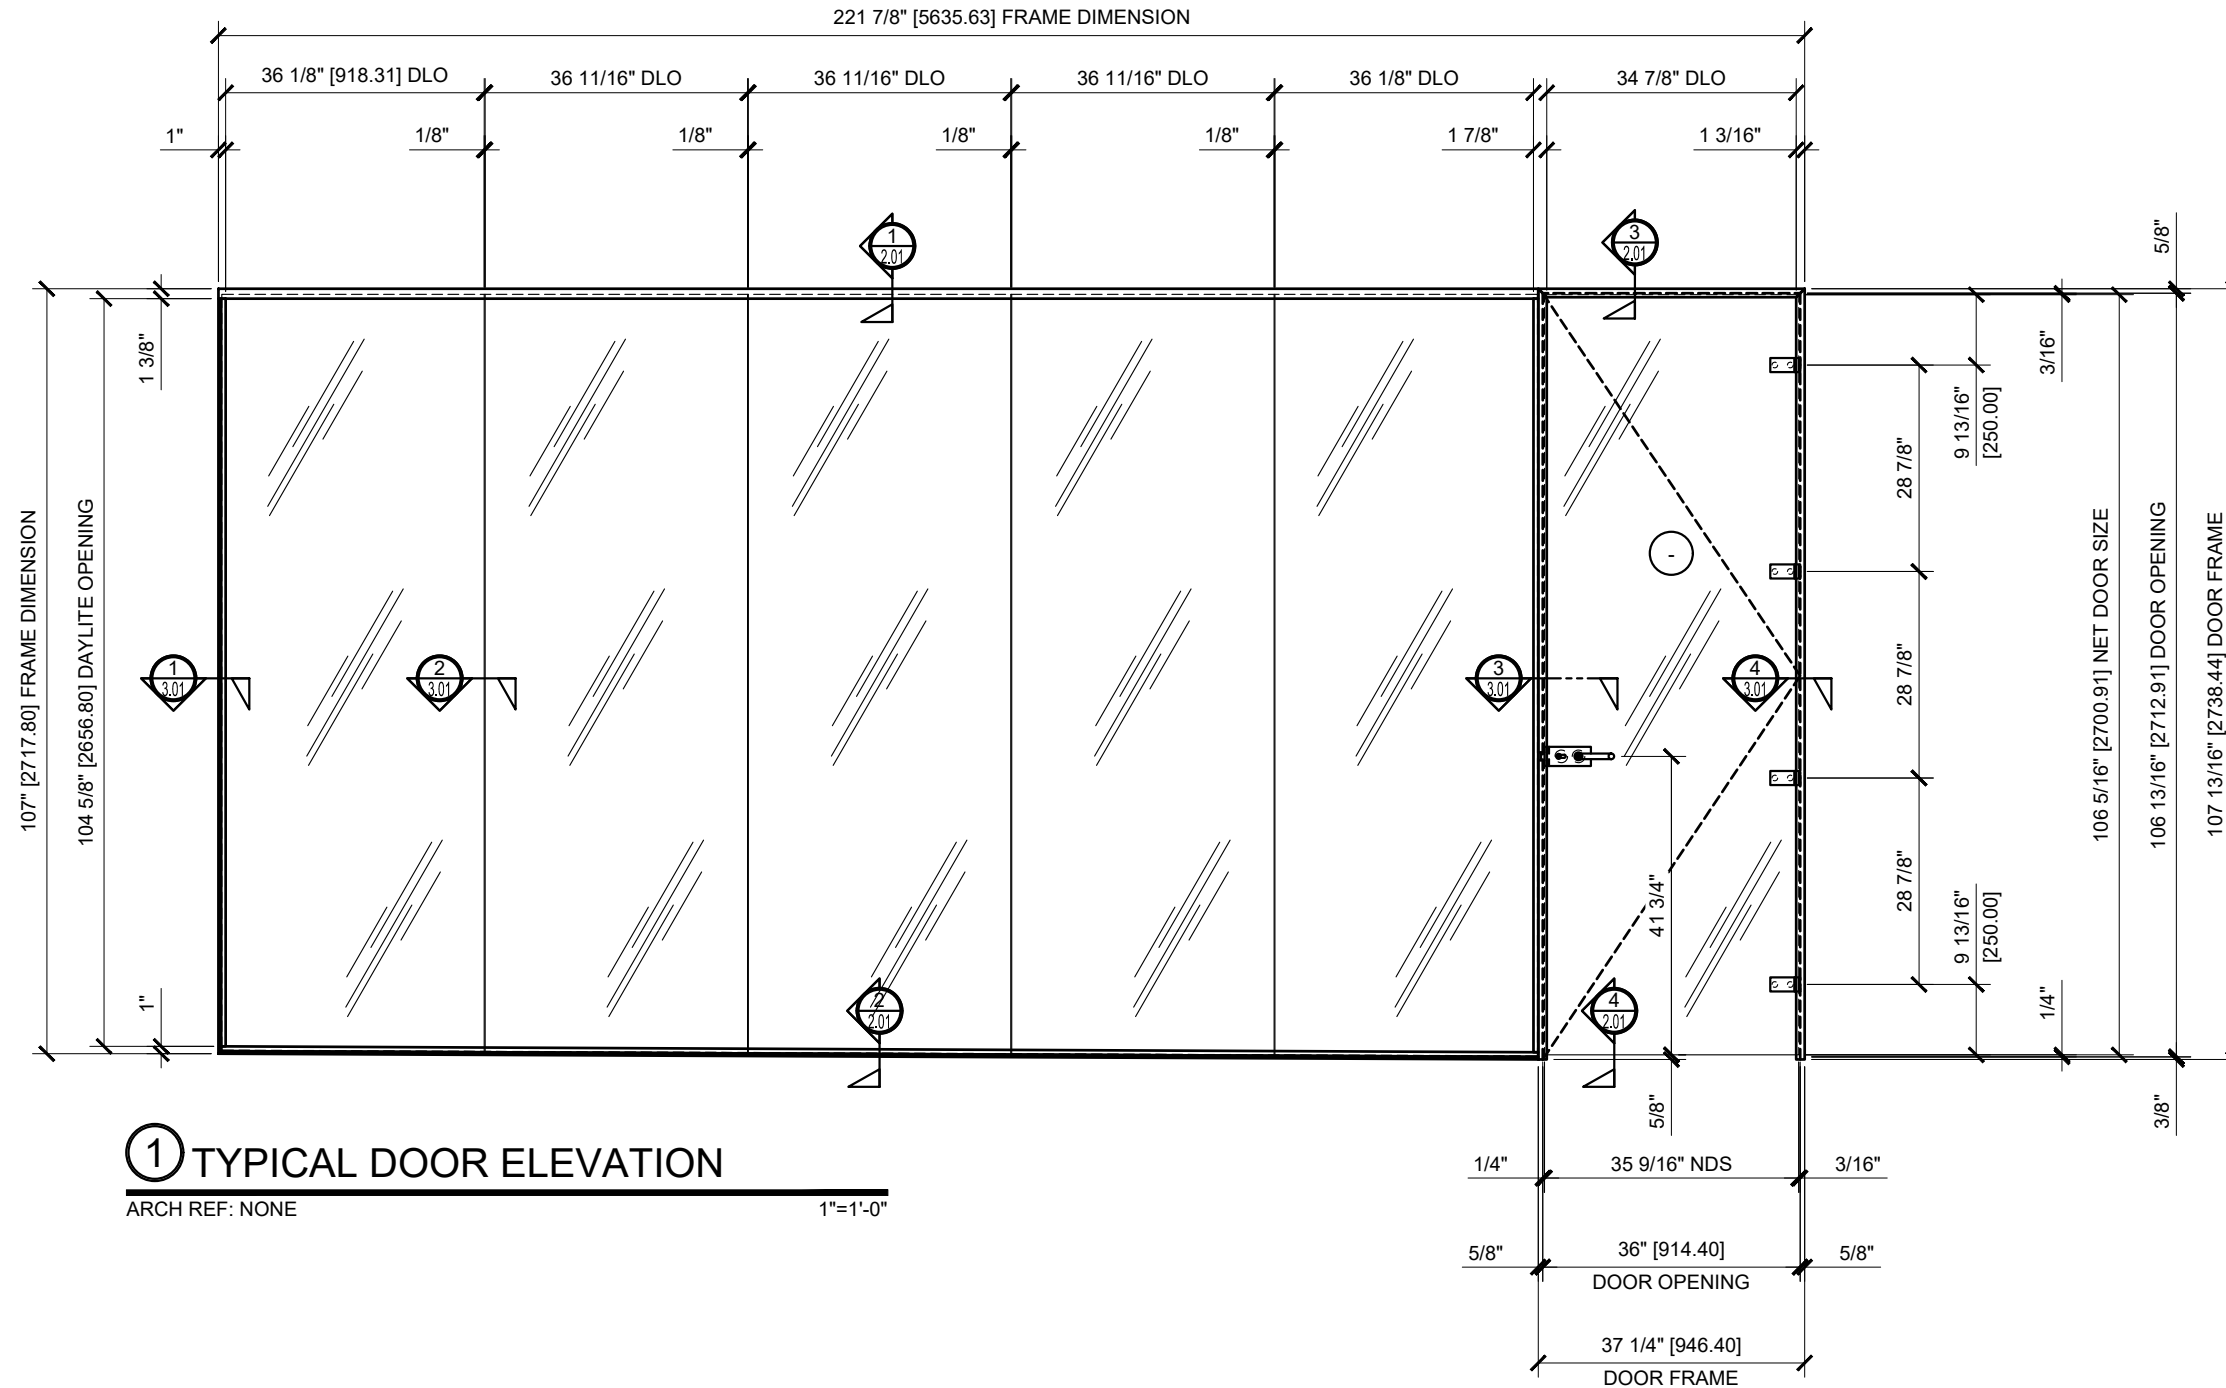 221 7/8" [5635.63] FRAME DIMENSION
36 1/8" [918.31] DLO
36 11/16" DLO
36 11/16" DLO
36 11/16" DLO
36 1/8" DLO
34 7/8" DLO
1"
1/8"
1/8"
1/8"
1/8"
1 7/8"
1 3/16"
1
2.01
3
2.01
5/8"
1 3/8"
3/16"
9 13/16"
[250.00]
28 7/8"
107" [2717.80] FRAME DIMENSION
104 5/8" [2656.80] DAYLITE OPENING
106 5/16" [2700.91] NET DOOR SIZE
106 13/16" [2712.91] DOOR OPENING
107 13/16" [2738.44] DOOR FRAME
-
1
3.01
2
3.01
3
3.01
4
3.01
28 7/8"
41 3/4"
28 7/8"
9 13/16"
[250.00]
1"
2
2.01
4
2.01
1/4"
5/8"
3/8"
1 TYPICAL DOOR ELEVATION
ARCH REF: NONE
1"=1'-0"
1/4"
35 9/16" NDS
3/16"
5/8"
36" [914.40]
DOOR OPENING
5/8"
37 1/4" [946.40]
DOOR FRAME